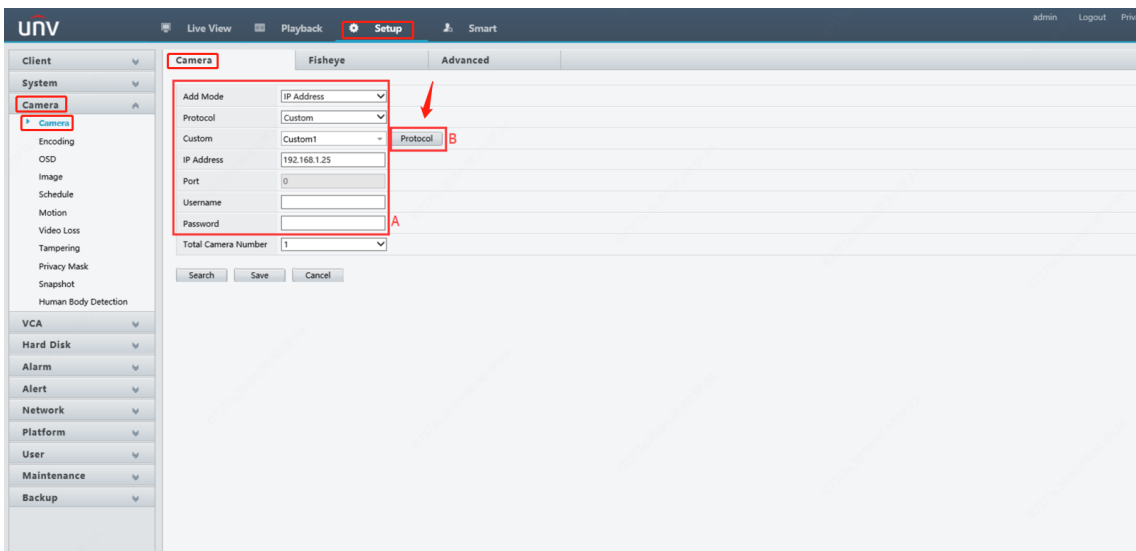 admin Logout Priv
unv Live View Playback Setup Smart
Client
System
Camera
Camera
Encoding
OSD
Image
Schedule
Motion
Video Loss
Tampering
Privacy Mask
Snapshot
Human Body Detection
VCA
Hard Disk
Alarm
Alert
Network
Platform
User
Maintenance
Backup
Camera Fisheye Advanced
Add Mode IP Address
Protocol Custom
Custom Custom1 Protocol B
IP Address 192.168.1.25
Port 0
Username
Password A
Total Camera Number 1
Search Save Cancel